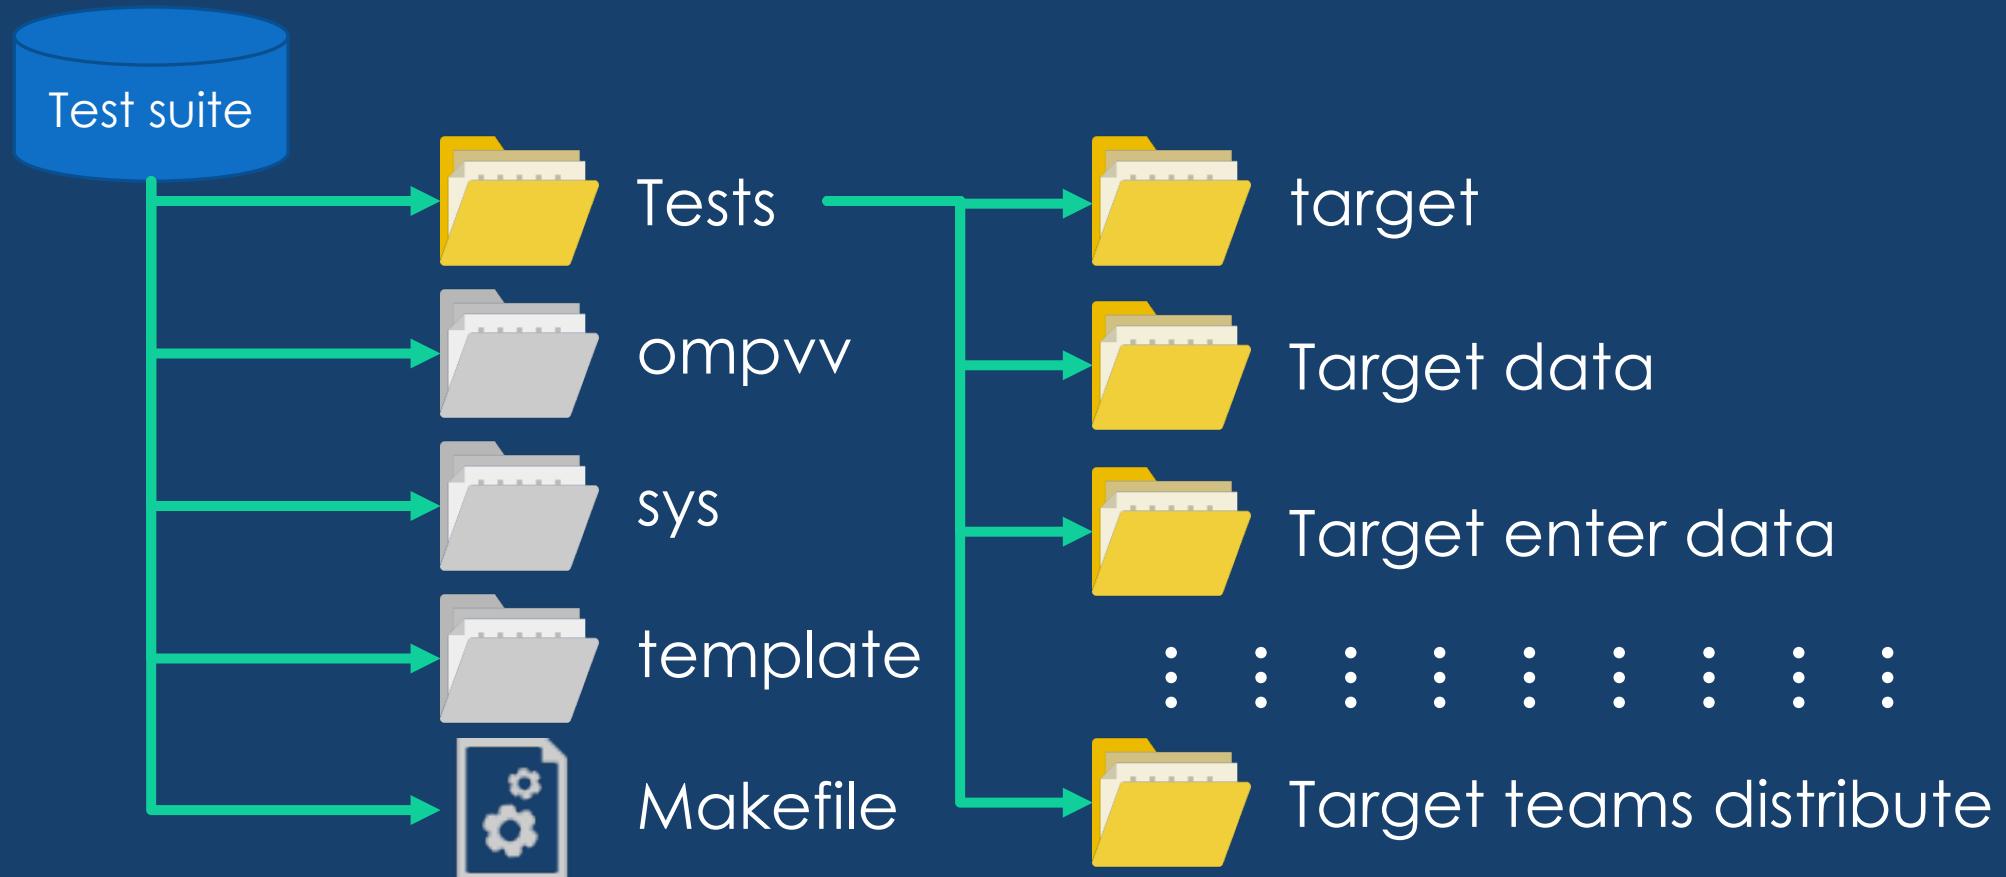 Test suite
Tests
ompvv
sys
template
Makefile
target
Target data
Target enter data
Target teams distribute